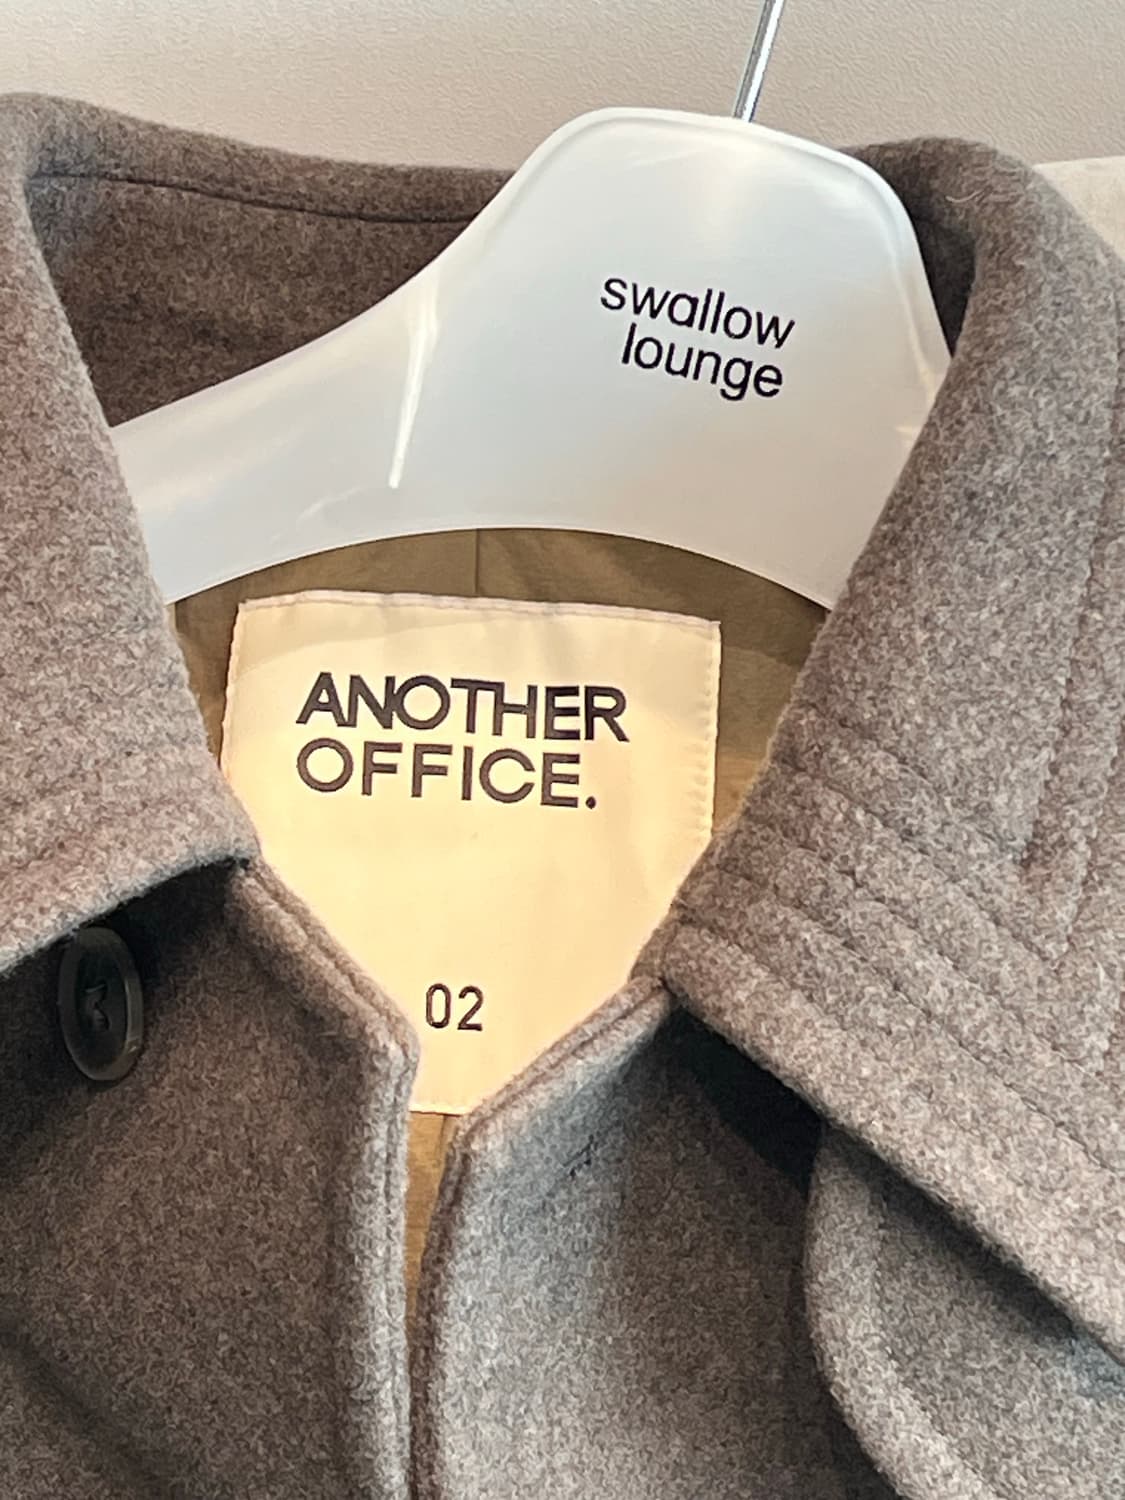 swallow
lounge
ANOTHER
OFFICE.
02